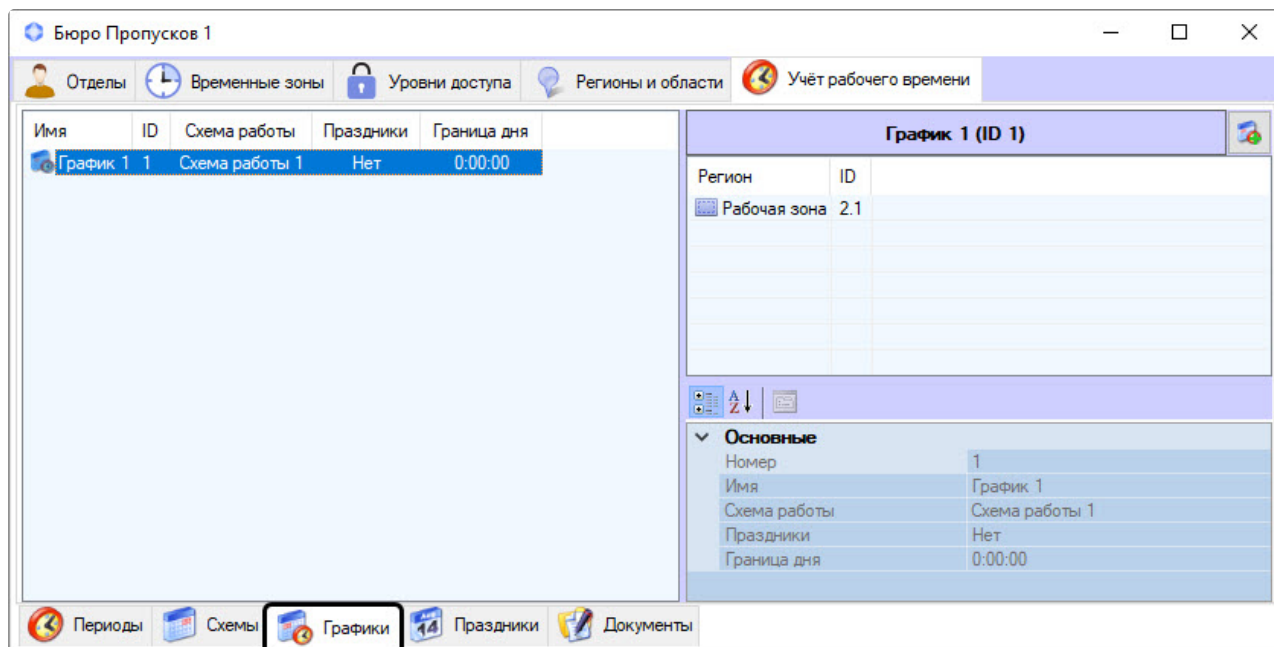 Бюро Пропусков 1
Отделы Временные зоны Уровни доступа Регионы и области Учёт рабочего времени
Имя ID Схема работы Праздники Граница дня
График 1 1 Схема работы 1 Нет 0:00:00
График 1 (ID 1)
Регион ID
Рабочая зона 2.1
Основные
Номер 1
Имя График 1
Схема работы Схема работы 1
Праздники Нет
Граница дня 0:00:00
Периоды Схемы Графики 14 Праздники Документы